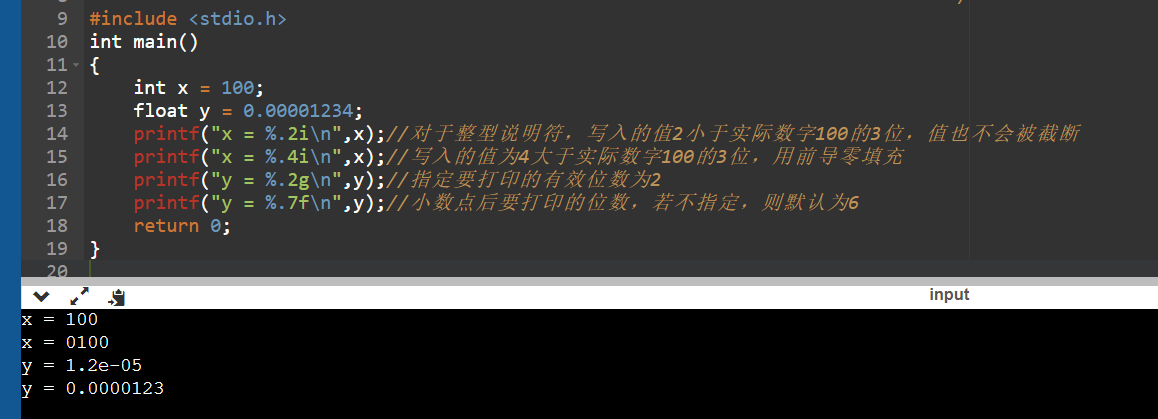 9 #include <stdio.h>
10 int main()
11 {
12 int x = 100;
13 float y = 0.00001234;
14 printf("x = %.2i\n",x);//对于整型说明符，写入的值2小于实际数字100的3位，值也不会被截断
15 printf("x = %.4i\n",x);//写入的值为4大于实际数字100的3位，用前导零填充
16 printf("y = %.2g\n",y);//指定要打印的有效位数为2
17 printf("y = %.7f\n",y);//小数点后要打印的位数，若不指定，则默认为6
18 return 0;
19 }
20
input
x = 100
x = 0100
y = 1.2e-05
y = 0.0000123